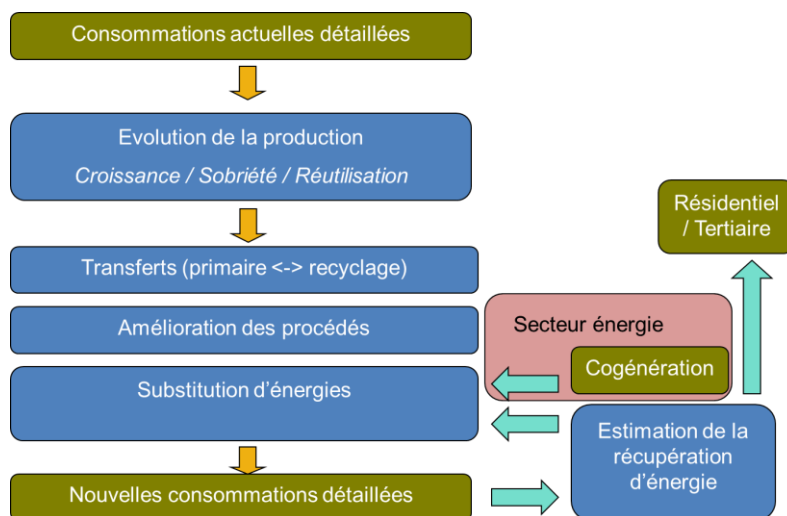 Consommations actuelles détaillées
Evolution de la production
Croissance / Sobriété / Réutilisation
Résidentiel
/ Tertiaire
Transferts (primaire <-> recyclage)
Amélioration des procédés
Secteur énergie
Cogénération
Substitution d'énergies
Estimation de la
récupération
d'énergie
Nouvelles consommations détaillées